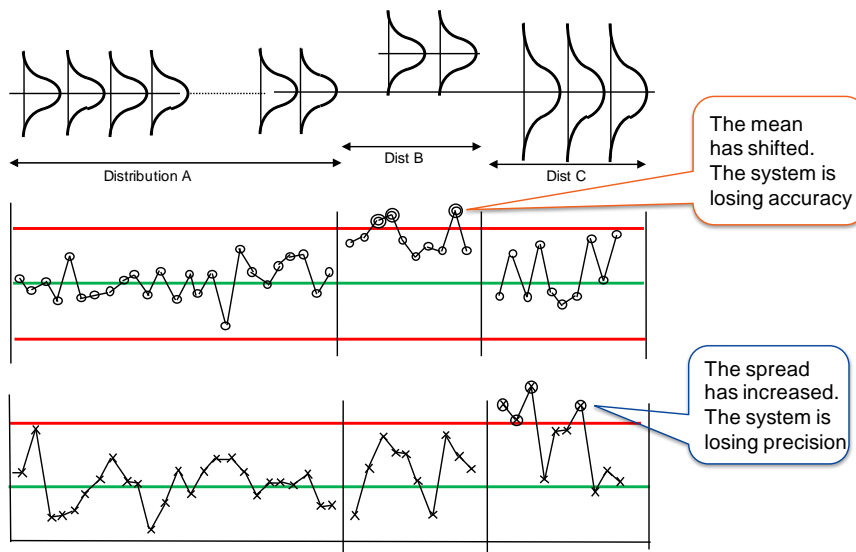 Distribution A
Dist B
Dist C
The mean
has shifted.
The system is
losing accuracy
The spread
has increased.
The system is
losing precision